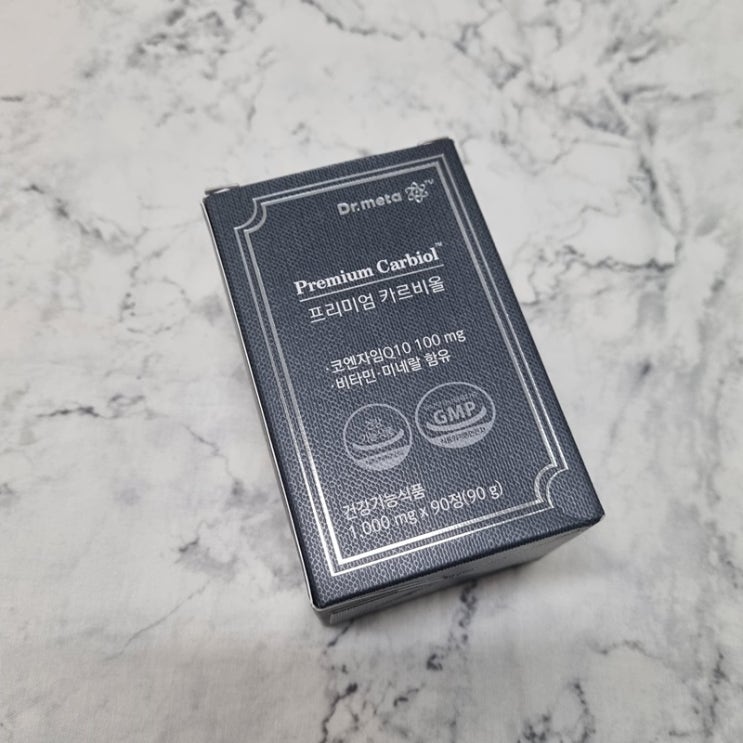 Dr.meta TM
Premium Carbiol™
프리미엄 카르비올
·코엔자임Q10 100 mg
·비타민·미네랄 함유
GMP
건강기능식품
1,000 mg x 90정(90 g)